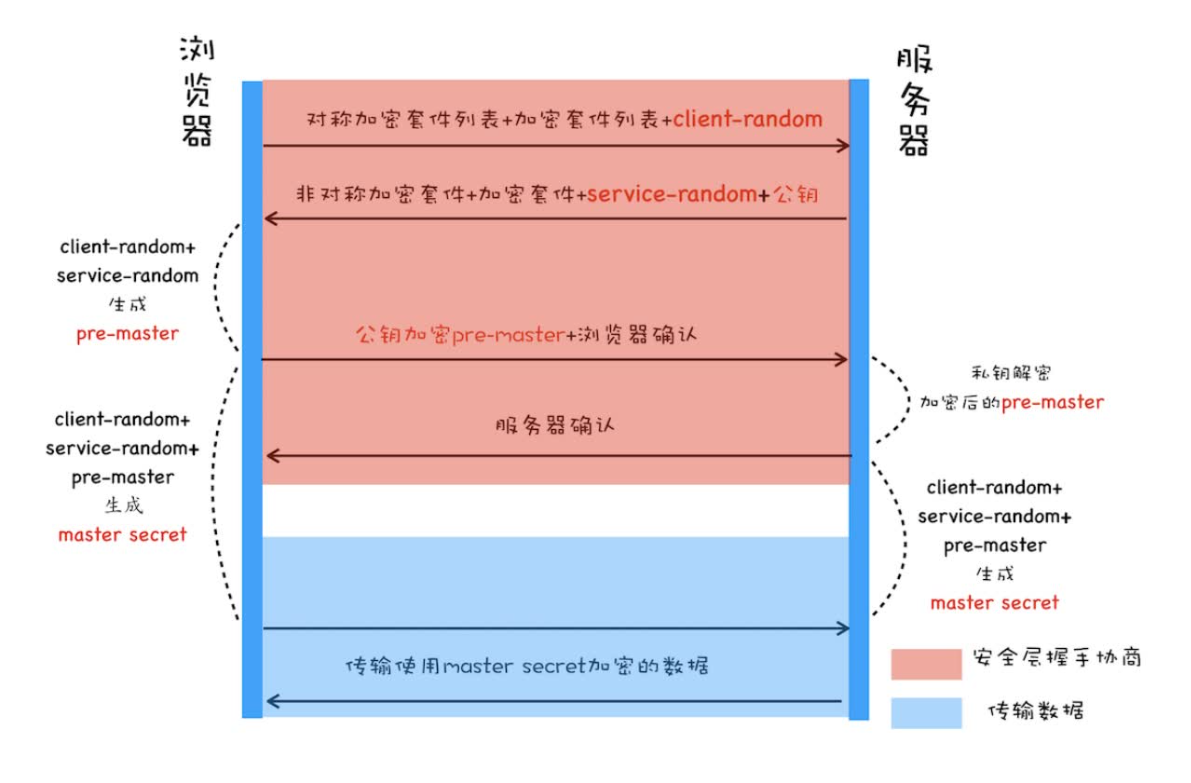 浏览器
服务器
对称加密套件列表+加密套件列表+client-random
非对称加密套件+加密套件+service-random+公钥
client-random+
service-random
生成
pre-master
公钥加密pre-master+浏览器确认
私钥解密
加密后的pre-master
client-random+
service-random+
pre-master
生成
master secret
服务器确认
client-random+
service-random+
pre-master
生成
master secret
传输使用master secret加密的数据
安全层握手协商
传输数据